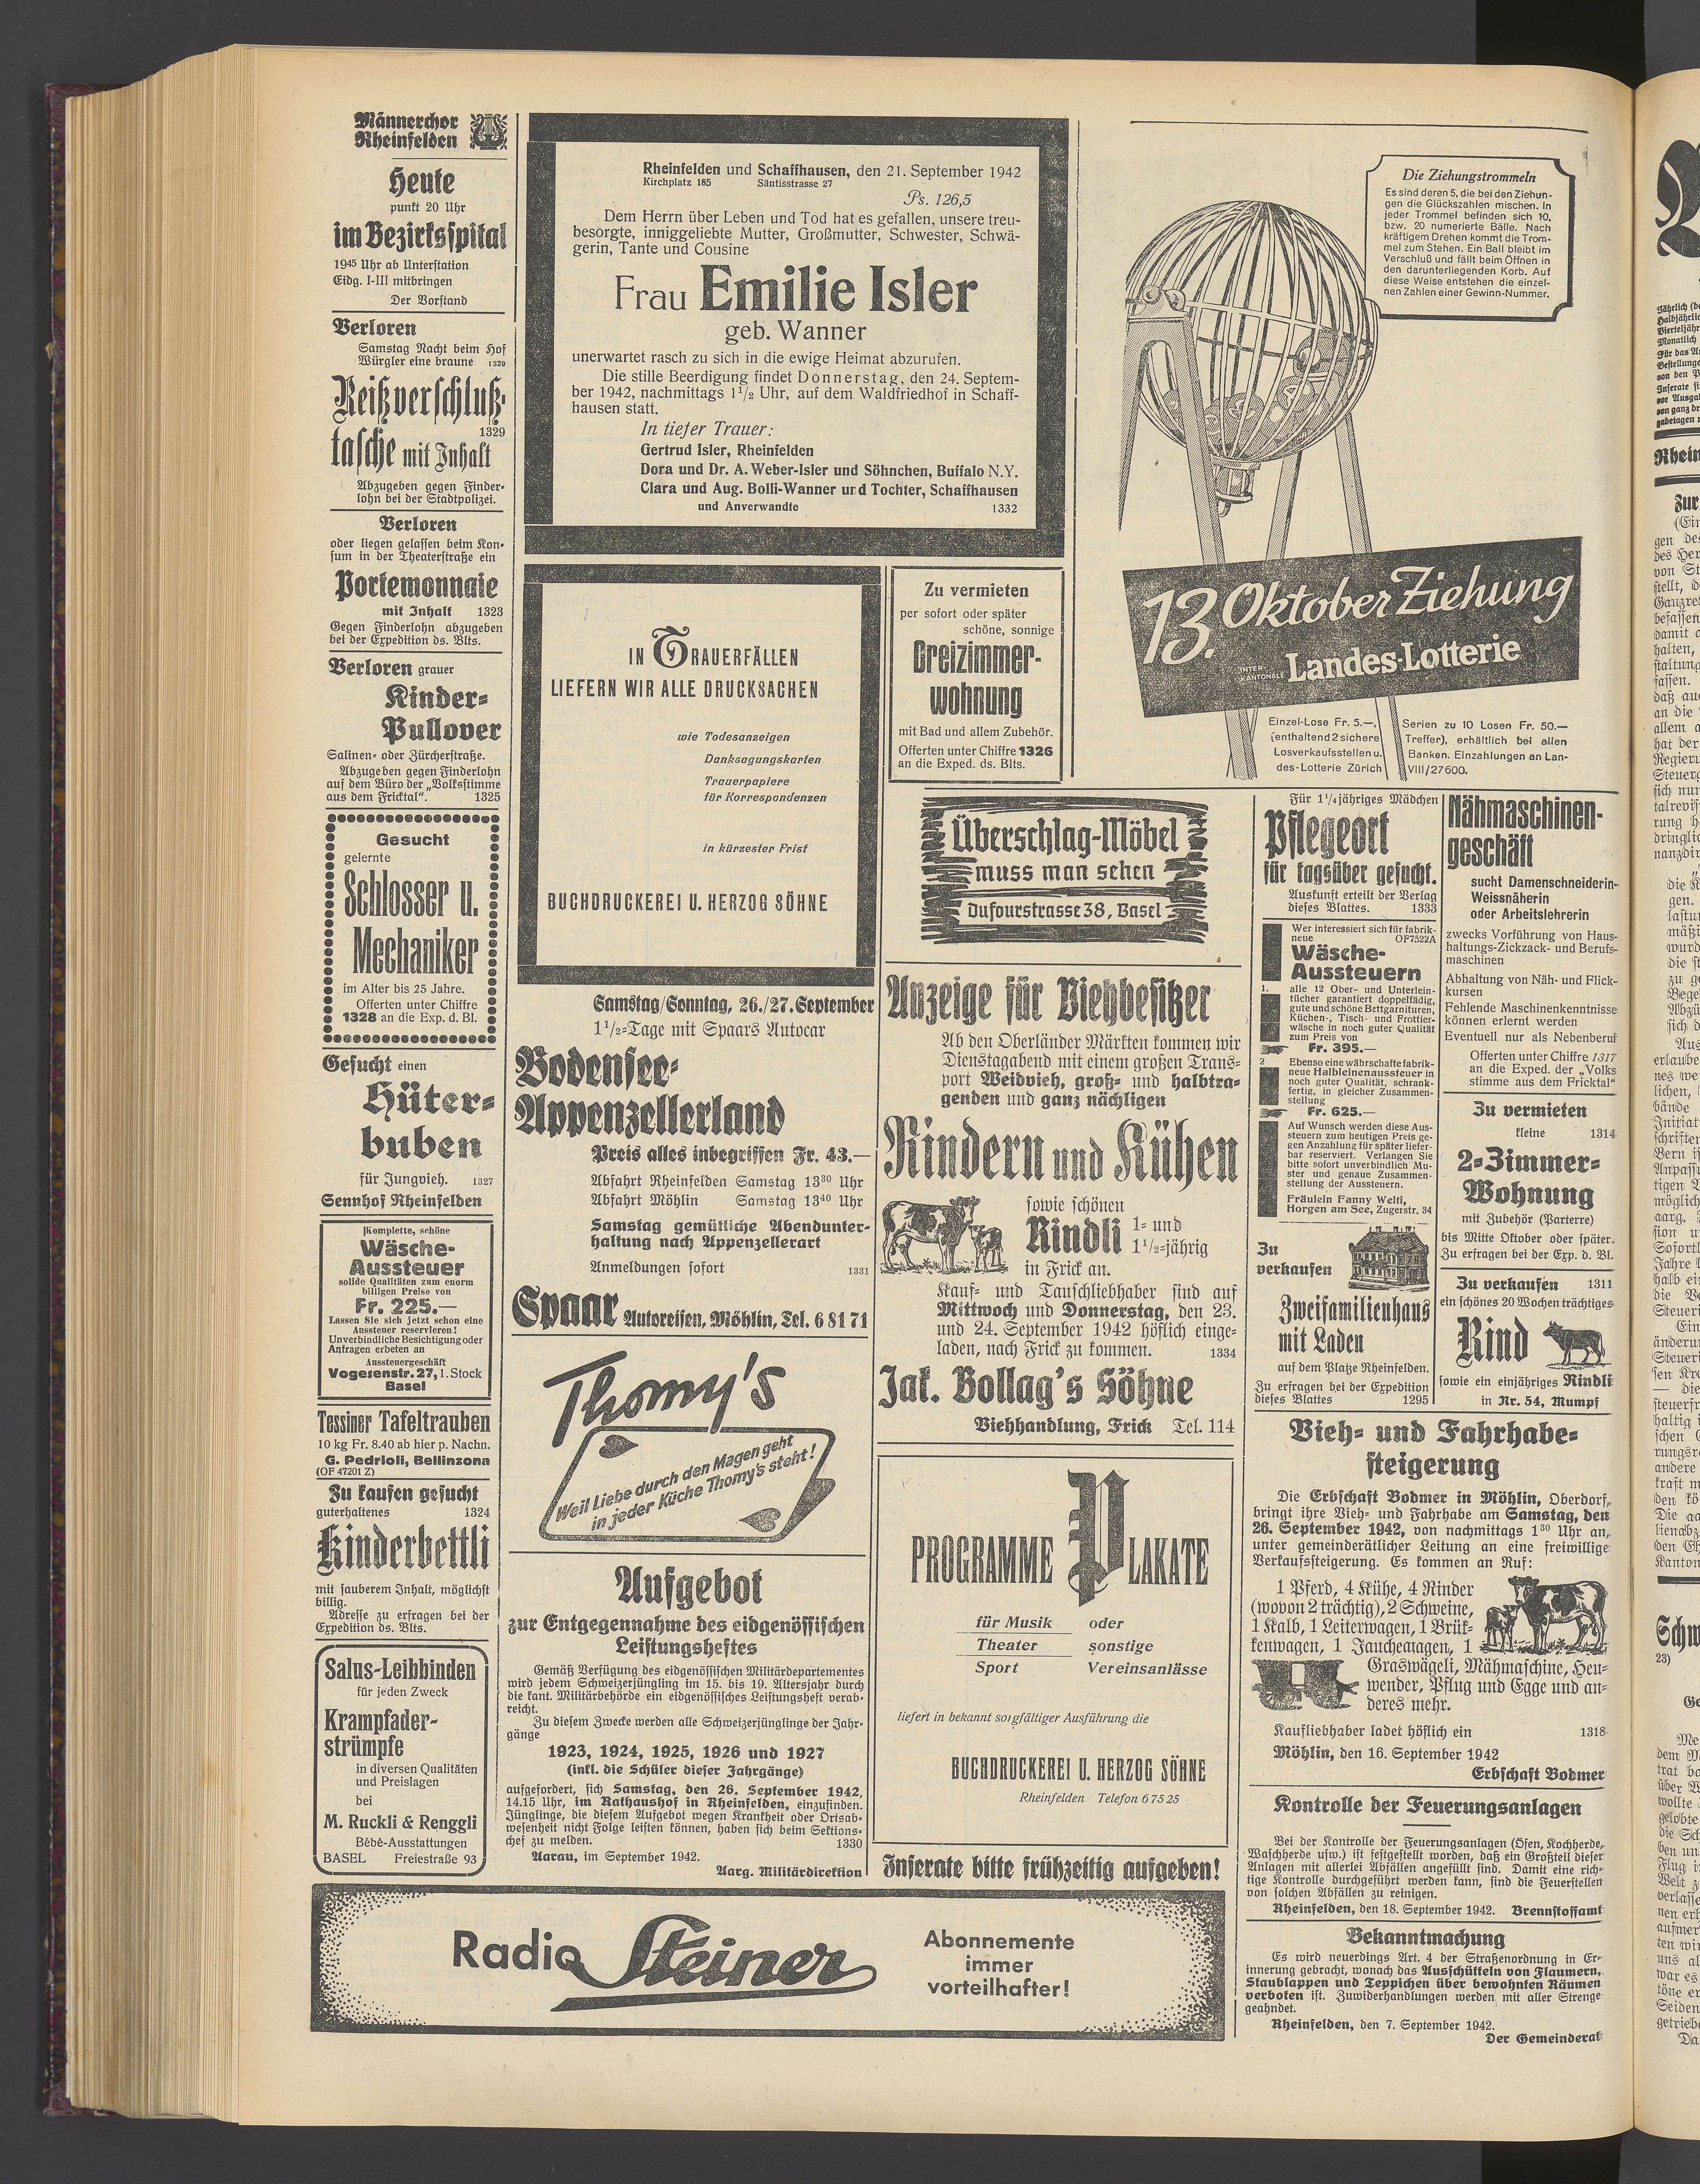 Männerchor
Rheinfelden
Heute
punkt 20 Uhr
im Bezirksspital
19⁴⁵ Uhr ab Unterstation
Eidg. I-III mitbringen
Der Vorstand
Verloren
Samstag Nacht beim Hof
Würgler eine braune 1329
Reißverschluß-
1329
tasche mit Inhalt
Abzugeben gegen Finder-
lohn bei der Stadtpolizei.
Verloren
oder liegen gelassen beim Kon-
sum in der Theaterstraße ein
Portemonnaie
mit Inhalt 1323
Gegen Finderlohn abzugeben
bei der Expedition ds. Blts.
Verloren grauer
Kinder-
Pullover
Salinen- oder Zürcherstraße.
Abzugeben gegen Finderlohn
auf dem Büro der „Volksstimme
aus dem Fricktal“. 1325
Gesucht
gelernte
Schlosser u.
Mechaniker
im Alter bis 25 Jahre.
Offerten unter Chiffre
1328 an die Exp. d. Bl.
Gesucht einen
Hüter-
buben
für Jungvieh. 1327
Sennhof Rheinfelden
Komplette, schöne
Wäsche-
Aussteuer
solide Qualitäten zum enorm
billigen Preise von
Fr. 225.—
Lassen Sie sich jetzt schon eine
Aussteuer reservieren!
Unverbindliche Besichtigung oder
Anfragen erbeten an
Aussteuergeschäft
Vogesenstr. 27, 1. Stock
Basel
Tessiner Tafeltrauben
10 kg Fr. 8.40 ab hier p. Nachn.
G. Pedrioli, Bellinzona
(OF 47201 Z)
Zu kaufen gesucht
guterhaltenes 1324
Kinderbettli
mit sauberem Inhalt, möglichst
billig.
Adresse zu erfragen bei der
Expedition ds. Blts.
Salus-Leibbinden
für jeden Zweck
Krampfader-
strümpfe
in diversen Qualitäten
und Preislagen
bei
M. Ruckli & Renggli
Bébé-Ausstattungen
BASEL Freiestraße 93
Rheinfelden und Schaffhausen, den 21. September 1942
Kirchplatz 185 Säntisstrasse 27
Ps. 126,5
Dem Herrn über Leben und Tod hat es gefallen, unsere treu-
besorgte, inniggeliebte Mutter, Großmutter, Schwester, Schwä-
gerin, Tante und Cousine
Frau Emilie Isler
geb. Wanner
unerwartet rasch zu sich in die ewige Heimat abzurufen.
Die stille Beerdigung findet Donnerstag, den 24. Septem-
ber 1942, nachmittags 1½ Uhr, auf dem Waldfriedhof in Schaff-
hausen statt.
In tiefer Trauer:
Gertrud Isler, Rheinfelden
Dora und Dr. A. Weber-Isler und Söhnchen, Buffalo N.Y.
Clara und Aug. Bolli-Wanner und Tochter, Schaffhausen
und Anverwandte 1332
IN TRAUERFÄLLEN
LIEFERN WIR ALLE DRUCKSACHEN
wie Todesanzeigen
Danksagungskarten
Trauerpapiere
für Korrespondenzen
in kürzester Frist
BUCHDRUCKEREI U. HERZOG SÖHNE
Zu vermieten
per sofort oder später
schöne, sonnige
Dreizimmer-
wohnung
mit Bad und allem Zubehör.
Offerten unter Chiffre 1326
an die Exped. ds. Blts.
Samstag/Sonntag, 26./27. September
1½-Tage mit Spaars Autocar
Bodensee-
Appenzellerland
Preis alles inbegriffen Fr. 43.—
Abfahrt Rheinfelden Samstag 13³⁰ Uhr
Abfahrt Möhlin Samstag 13⁴⁰ Uhr
Samstag gemütliche Abendunter-
haltung nach Appenzellerart
Anmeldungen sofort 1331
Spaar Autoreisen, Möhlin, Tel. 6 81 71
Thomy's
Weil Liebe durch den Magen geht
in jeder Küche Thomy's steht!
Aufgebot
zur Entgegennahme des eidgenössischen
Leistungsheftes
Gemäß Verfügung des eidgenössischen Militärdepartementes
wird jedem Schweizerjüngling im 15. bis 19. Altersjahr durch
die kant. Militärbehörde ein eidgenössisches Leistungsheft verab-
reicht.
Zu diesem Zwecke werden alle Schweizerjünglinge der Jahr-
gänge
1923, 1924, 1925, 1926 und 1927
(inkl. die Schüler dieser Jahrgänge)
aufgefordert, sich Samstag, den 26. September 1942,
14.15 Uhr, im Rathaushof in Rheinfelden, einzufinden.
Jünglinge, die diesem Aufgebot wegen Krankheit oder Ortsab-
wesenheit nicht Folge leisten können, haben sich beim Sektions-
chef zu melden. 1330
Aarau, im September 1942.
Aarg. Militärdirektion
Überschlag-Möbel
muss man sehen
Dufourstrasse 38, Basel
Anzeige für Viehbesitzer
Ab den Oberländer Märkten kommen wir
Dienstagabend mit einem großen Trans-
port Weidvieh, groß- und halbtra-
genden und ganz nächligen
Rindern und Kühen
sowie schönen
Rindli 1- und
1½-jährig
in Frick an.
Kauf- und Tauschliebhaber sind auf
Mittwoch und Donnerstag, den 23.
und 24. September 1942 höflich einge-
laden, nach Frick zu kommen. 1334
Jak. Bollag's Söhne
Viehhandlung, Frick Tel. 114
PROGRAMME PLAKATE
für Musik oder
Theater sonstige
Sport Vereinsanlässe
liefert in bekannt sorgfältiger Ausführung die
BUCHDRUCKEREI U. HERZOG SÖHNE
Rheinfelden Telefon 6 75 25
Inserate bitte frühzeitig aufgeben!
Radio Steiner
Abonnemente
immer
vorteilhafter!
Die Ziehungstrommeln
Es sind deren 5, die bei den Ziehun-
gen die Glückszahlen mischen. In
jeder Trommel befinden sich 10,
bzw. 20 numerierte Bälle. Nach
kräftigem Drehen kommt die Trom-
mel zum Stehen. Ein Ball bleibt im
Verschluß und fällt beim Öffnen in
den darunterliegenden Korb. Auf
diese Weise entstehen die einzel-
nen Zahlen einer Gewinn-Nummer.
13. Oktober Ziehung
INTER-
KANTONALE Landes-Lotterie
Einzel-Lose Fr. 5.—, Serien zu 10 Losen Fr. 50.—
(enthaltend 2 sichere Treffer), erhältlich bei allen
Losverkaufsstellen u. Banken. Einzahlungen an Lan-
des-Lotterie Zürich VIII/27600.
Für 1¼ jähriges Mädchen
Pflegeort
für tagsüber gesucht.
Auskunft erteilt der Verlag
dieses Blattes. 1333
Wer interessiert sich für fabrik-
neue OF7522A
Wäsche-
Aussteuern
1. alle 12 Ober- und Unterlein-
tücher garantiert doppelfädig,
gute und schöne Bettgarnituren,
Küchen-, Tisch- und Frottier-
wäsche in noch guter Qualität
zum Preis von
Fr. 395.—
2 Ebenso eine währschafte fabrik-
neue Halbleinenaussteuer in
noch guter Qualität, schrank-
fertig, in gleicher Zusammen-
stellung
Fr. 625.—
Auf Wunsch werden diese Aus-
steuern zum heutigen Preis ge-
gen Anzahlung für später liefer-
bar reserviert. Verlangen Sie
bitte sofort unverbindlich Mu-
ster und genaue Zusammen-
stellung der Aussteuern.
Fräulein Fanny Welti,
Horgen am See, Zugerstr. 34
Zu
verkaufen
Zweifamilienhaus
mit Laden
auf dem Platze Rheinfelden.
Zu erfragen bei der Expedition
dieses Blattes 1295
Nähmaschinen-
geschäft
sucht Damenschneiderin-
Weissnäherin
oder Arbeitslehrerin
zwecks Vorführung von Haus-
haltungs-Zickzack- und Berufs-
maschinen
Abhaltung von Näh- und Flick-
kursen
Fehlende Maschinenkenntnisse
können erlernt werden
Eventuell nur als Nebenberuf
Offerten unter Chiffre 1317
an die Exped. der „Volks
stimme aus dem Fricktal“
Zu vermieten
kleine 1314
2-Zimmer-
Wohnung
mit Zubehör (Parterre)
bis Mitte Oktober oder später.
Zu erfragen bei der Exp. d. Bl.
Zu verkaufen 1311
ein schönes 20 Wochen trächtiges
Rind
sowie ein einjähriges Rindli
in Nr. 54, Mumpf
Vieh- und Fahrhabe-
steigerung
Die Erbschaft Bodmer in Möhlin, Oberdorf,
bringt ihre Vieh- und Fahrhabe am Samstag, den
26. September 1942, von nachmittags 1³⁰ Uhr an,
unter gemeinderätlicher Leitung an eine freiwillige
Verkaufssteigerung. Es kommen an Ruf:
1 Pferd, 4 Kühe, 4 Rinder
(wovon 2 trächtig), 2 Schweine,
1 Kalb, 1 Leiterwagen, 1 Brük-
kenwagen, 1 Jauchewagen, 1
Graswägeli, Mähmaschine, Heu-
wender, Pflug und Egge und an-
deres mehr.
Kaufliebhaber ladet höflich ein 1318
Möhlin, den 16. September 1942
Erbschaft Bodmer
Kontrolle der Feuerungsanlagen
Bei der Kontrolle der Feuerungsanlagen (Öfen, Kochherde,
Waschherde usw.) ist festgestellt worden, daß ein Großteil dieser
Anlagen mit allerlei Abfällen angefüllt sind. Damit eine rich-
tige Kontrolle durchgeführt werden kann, sind die Feuerstellen
von solchen Abfällen zu reinigen.
Rheinfelden, den 18. September 1942. Brennstoffamt
Bekanntmachung
Es wird neuerdings Art. 4 der Straßenordnung in Er-
innerung gebracht, wonach das Ausschütteln von Flaumern,
Staublappen und Teppichen über bewohnten Räumen
verboten ist. Zuwiderhandlungen werden mit aller Strenge
geahndet.
Rheinfelden, den 7. September 1942.
Der Gemeinderat